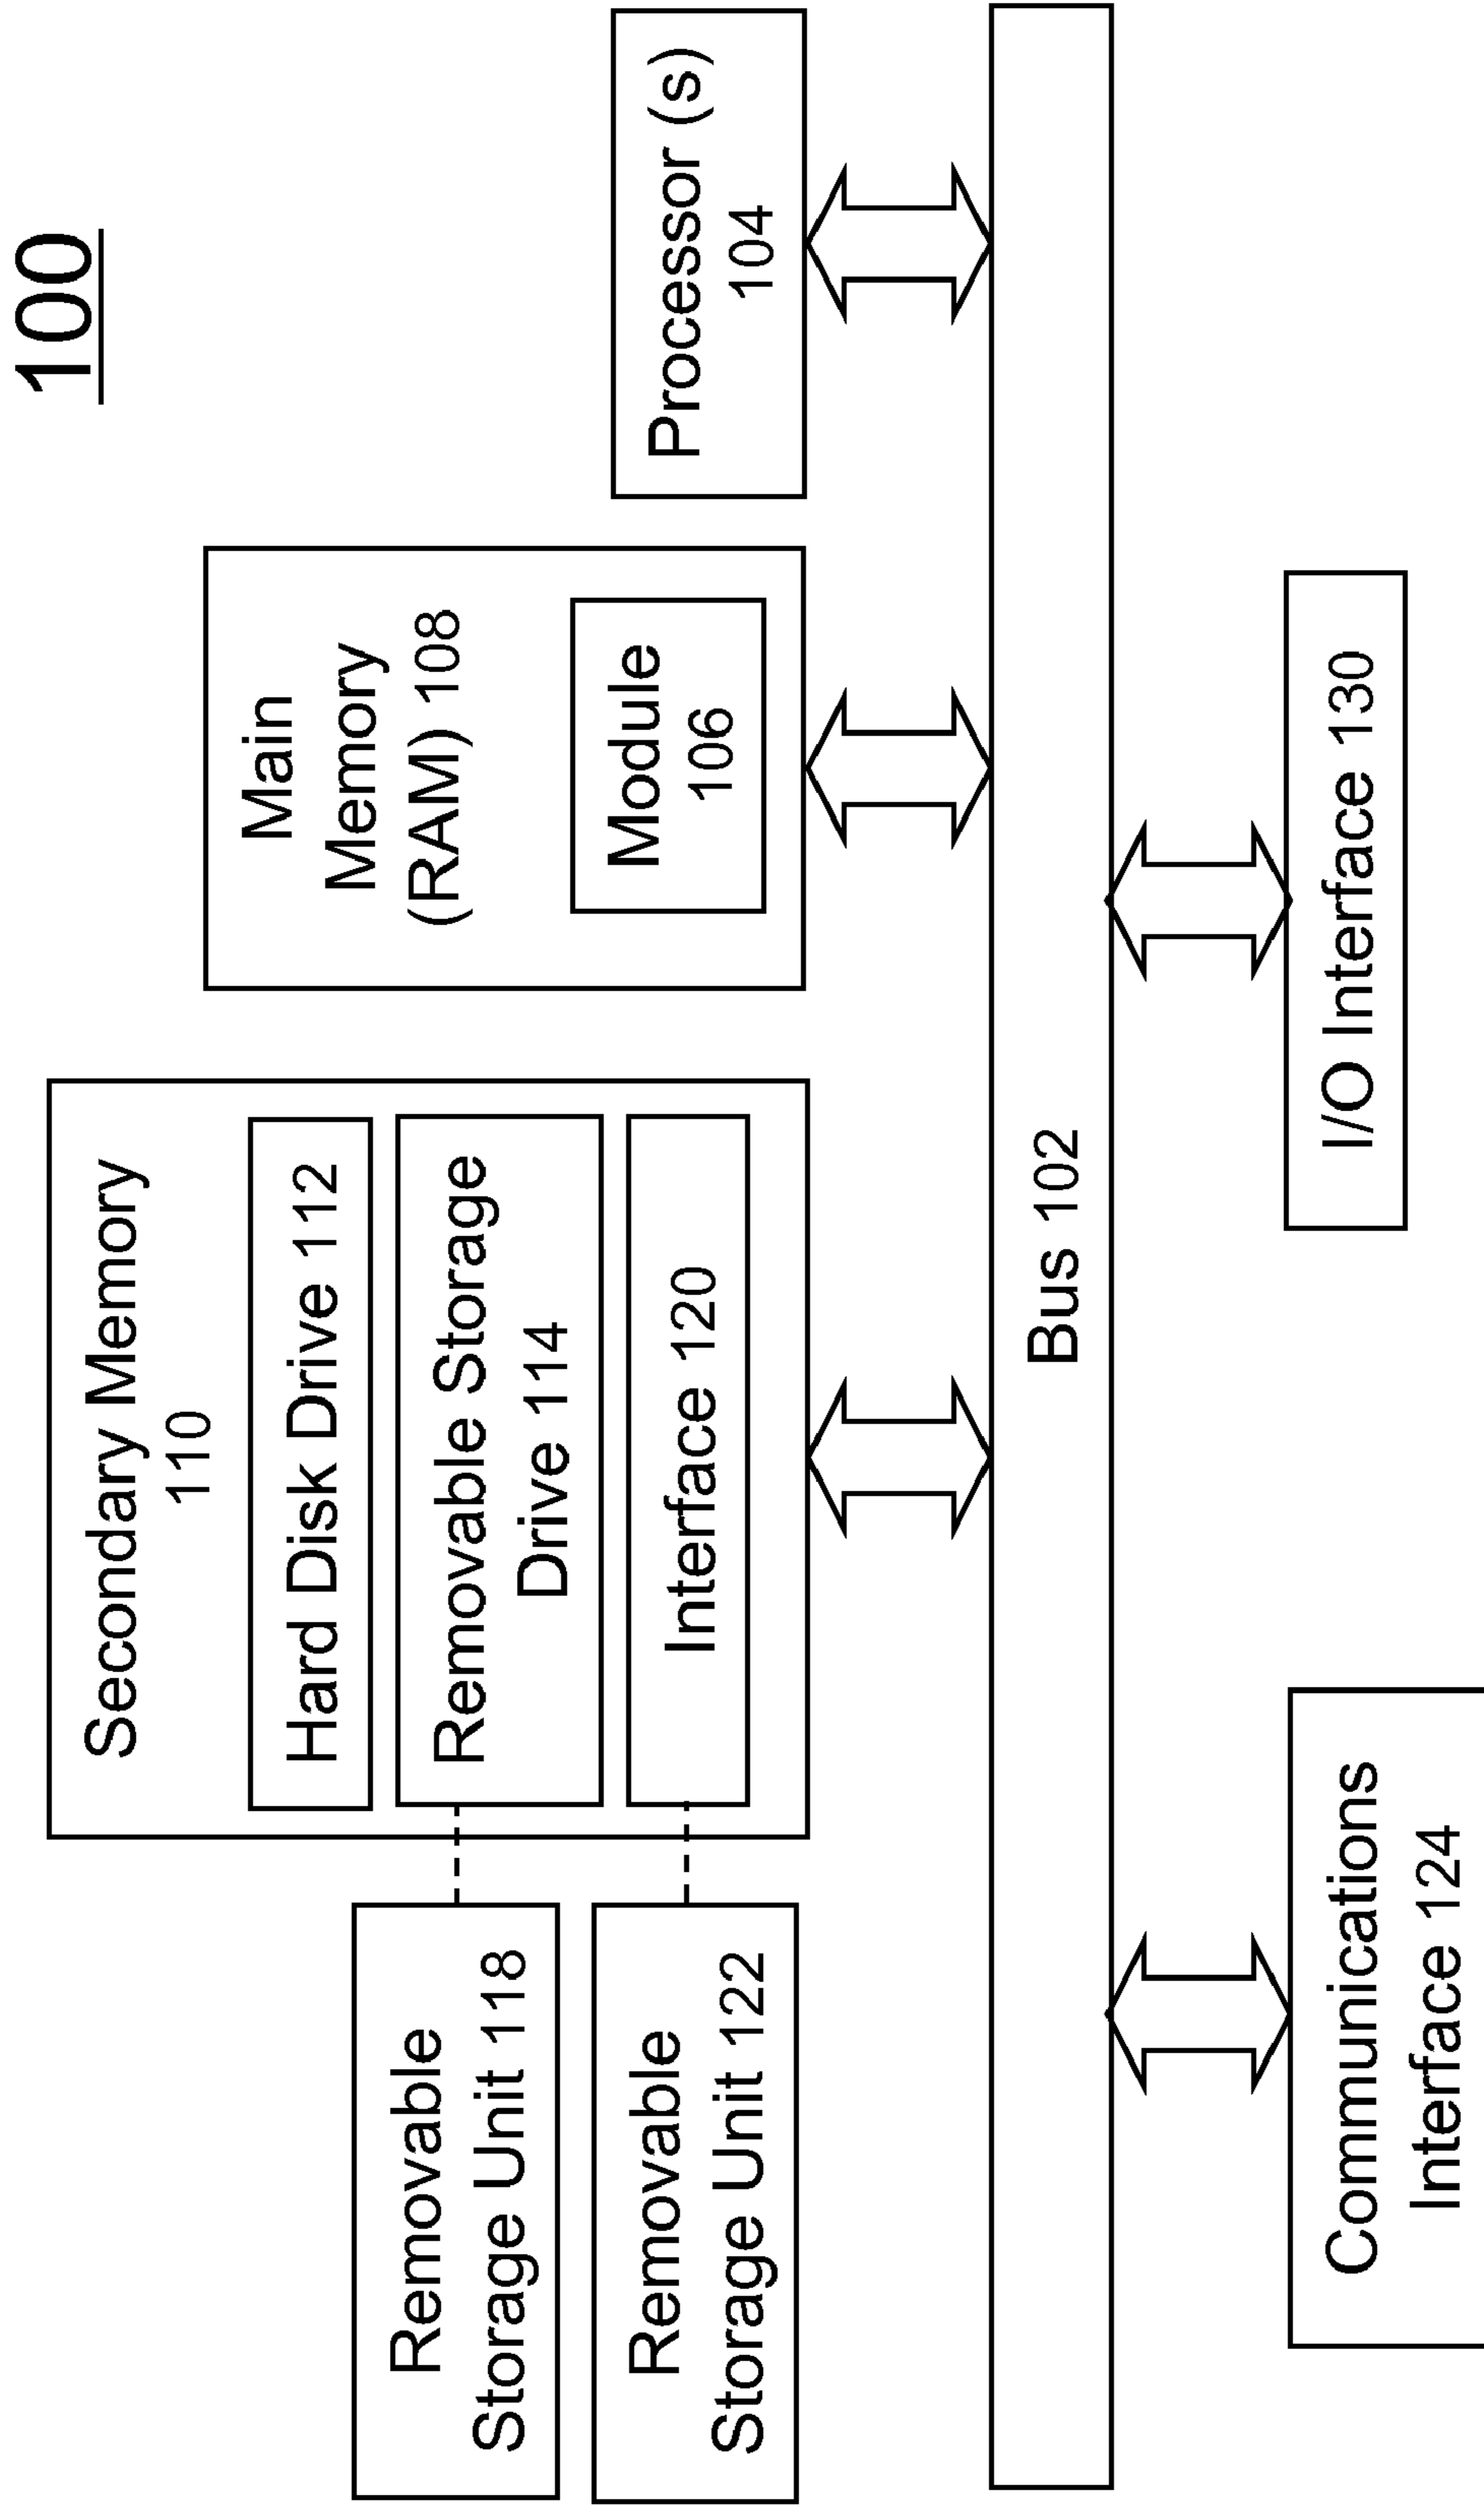 100
Secondary Memory
110
Hard Disk Drive 112
Removable Storage
Drive 114
Interface 120
Removable
Storage Unit 118
Removable
Storage Unit 122
Main
Memory
(RAM) 108
Module
106
Processor (s)
104
Bus 102
Communications
Interface 124
I/O Interface 130